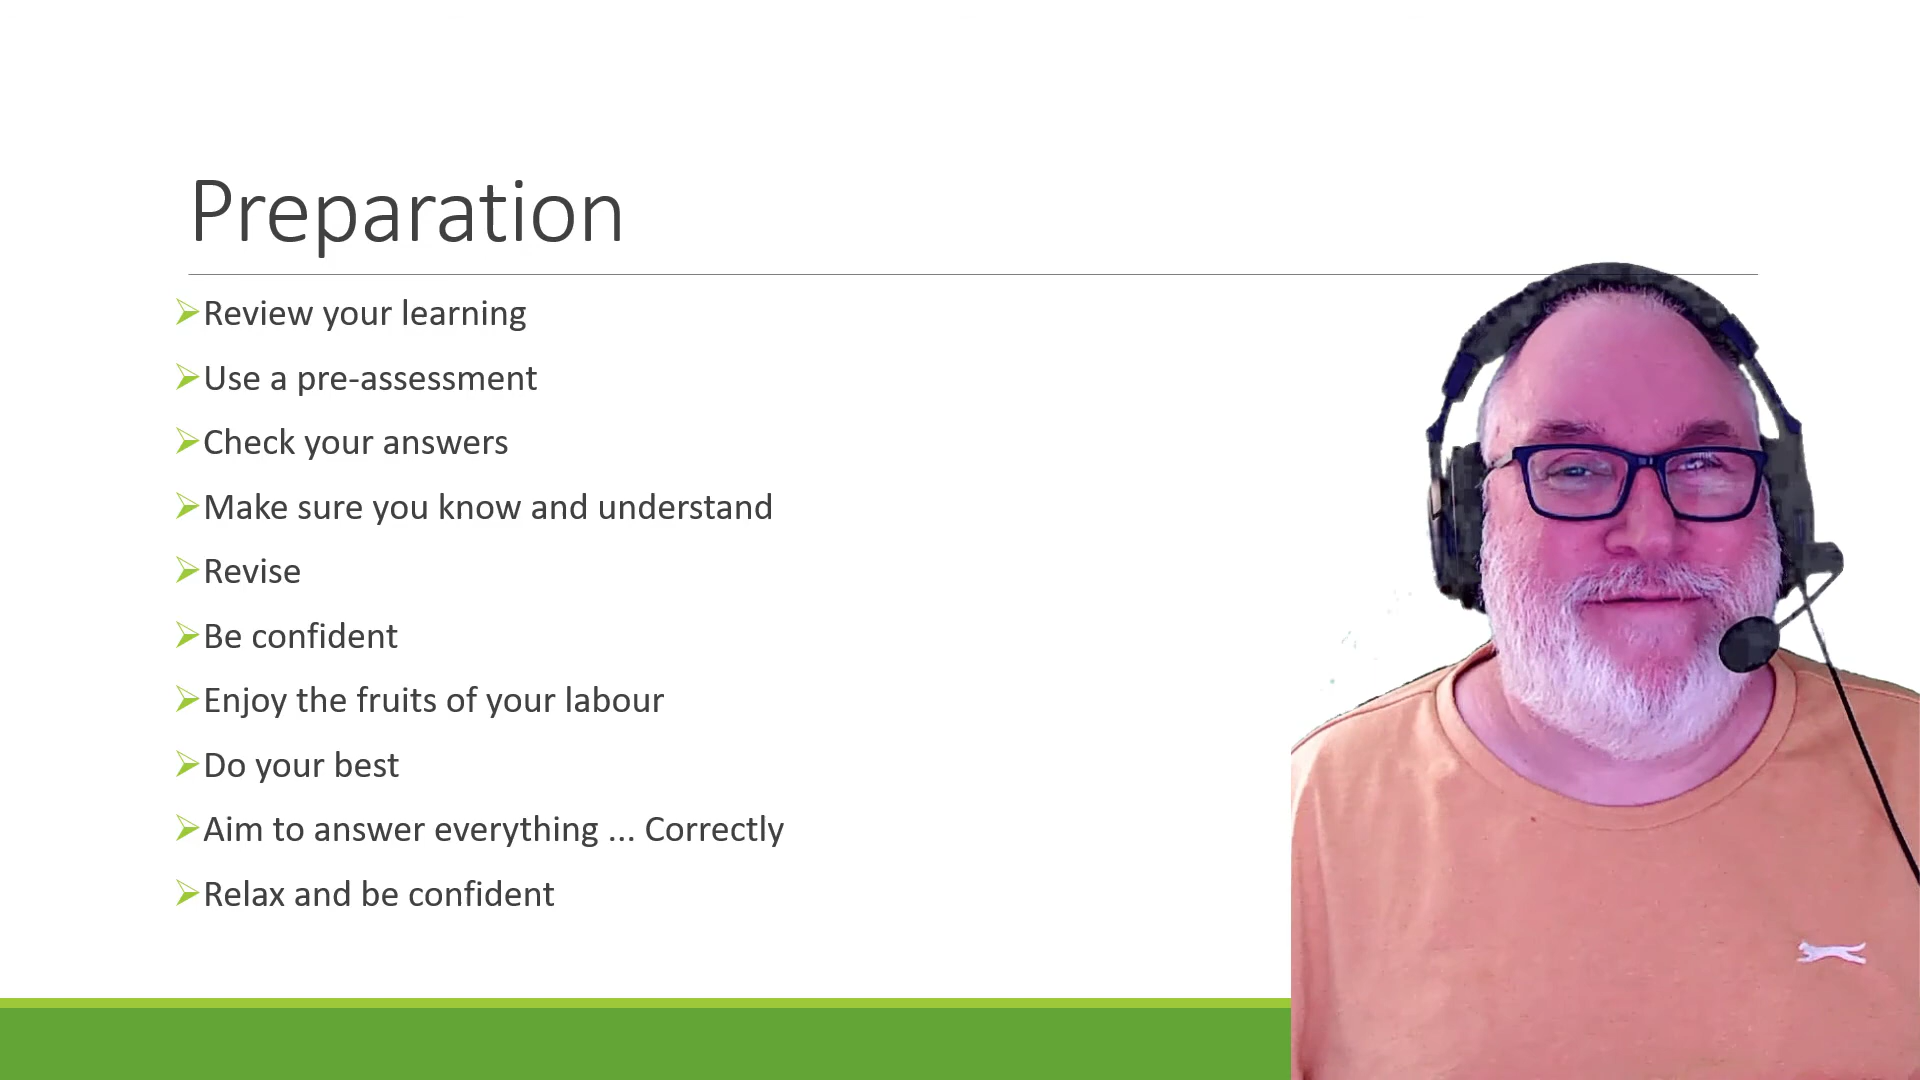 Preparation
Review your learning
Use a pre-assessment
Check your answers
Make sure you know and understand
Revise
Be confident
Enjoy the fruits of your labour
Do your best
Aim to answer everything ... Correctly
Relax and be confident